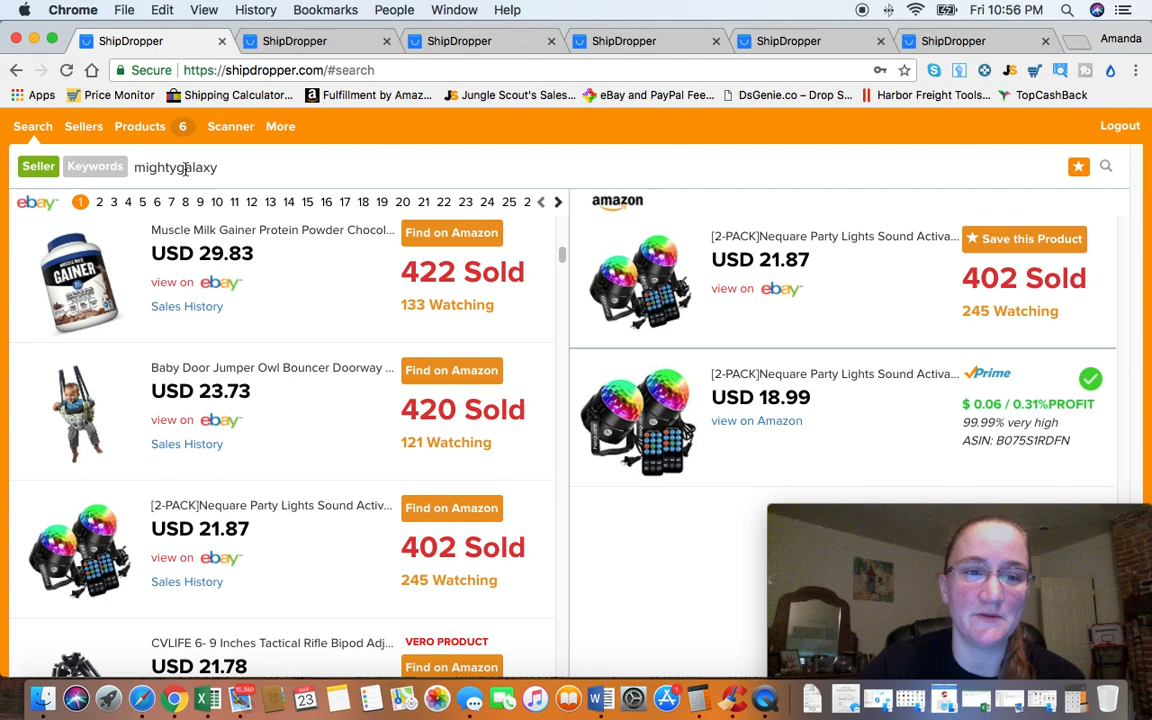 Chrome File Edit View History Bookmarks People Window Help Fri 10:56 PM
ShipDropper ShipDropper ShipDropper ShipDropper ShipDropper ShipDropper Amanda
Secure https://shipdropper.com/#search
Apps Price Monitor Shipping Calculator... Fulfillment by Amaz... Jungle Scout's Sales... eBay and PayPal Fee... DsGenie.co – Drop S... Harbor Freight Tools... TopCashBack
Search Sellers Products 6 Scanner More Logout
Seller Keywords mightygalaxy
ebay 1 2 3 4 5 6 7 8 9 10 11 12 13 14 15 16 17 18 19 20 21 22 23 24 25 2
amazon
Muscle Milk Gainer Protein Powder Chocol... Find on Amazon
USD 29.83
422 Sold
view on ebay
133 Watching
Sales History
Baby Door Jumper Owl Bouncer Doorway ... Find on Amazon
USD 23.73
420 Sold
view on ebay
121 Watching
Sales History
[2-PACK]Nequare Party Lights Sound Activ... Find on Amazon
USD 21.87
402 Sold
view on ebay
245 Watching
Sales History
CVLIFE 6- 9 Inches Tactical Rifle Bipod Adj... VERO PRODUCT
USD 21.78 Find on Amazon
[2-PACK]Nequare Party Lights Sound Activa... Save this Product
USD 21.87
402 Sold
view on ebay
245 Watching
[2-PACK]Nequare Party Lights Sound Activa... Prime
USD 18.99
$ 0.06 / 0.31%PROFIT
view on Amazon
99.99% very high
ASIN: B075S1RDFN